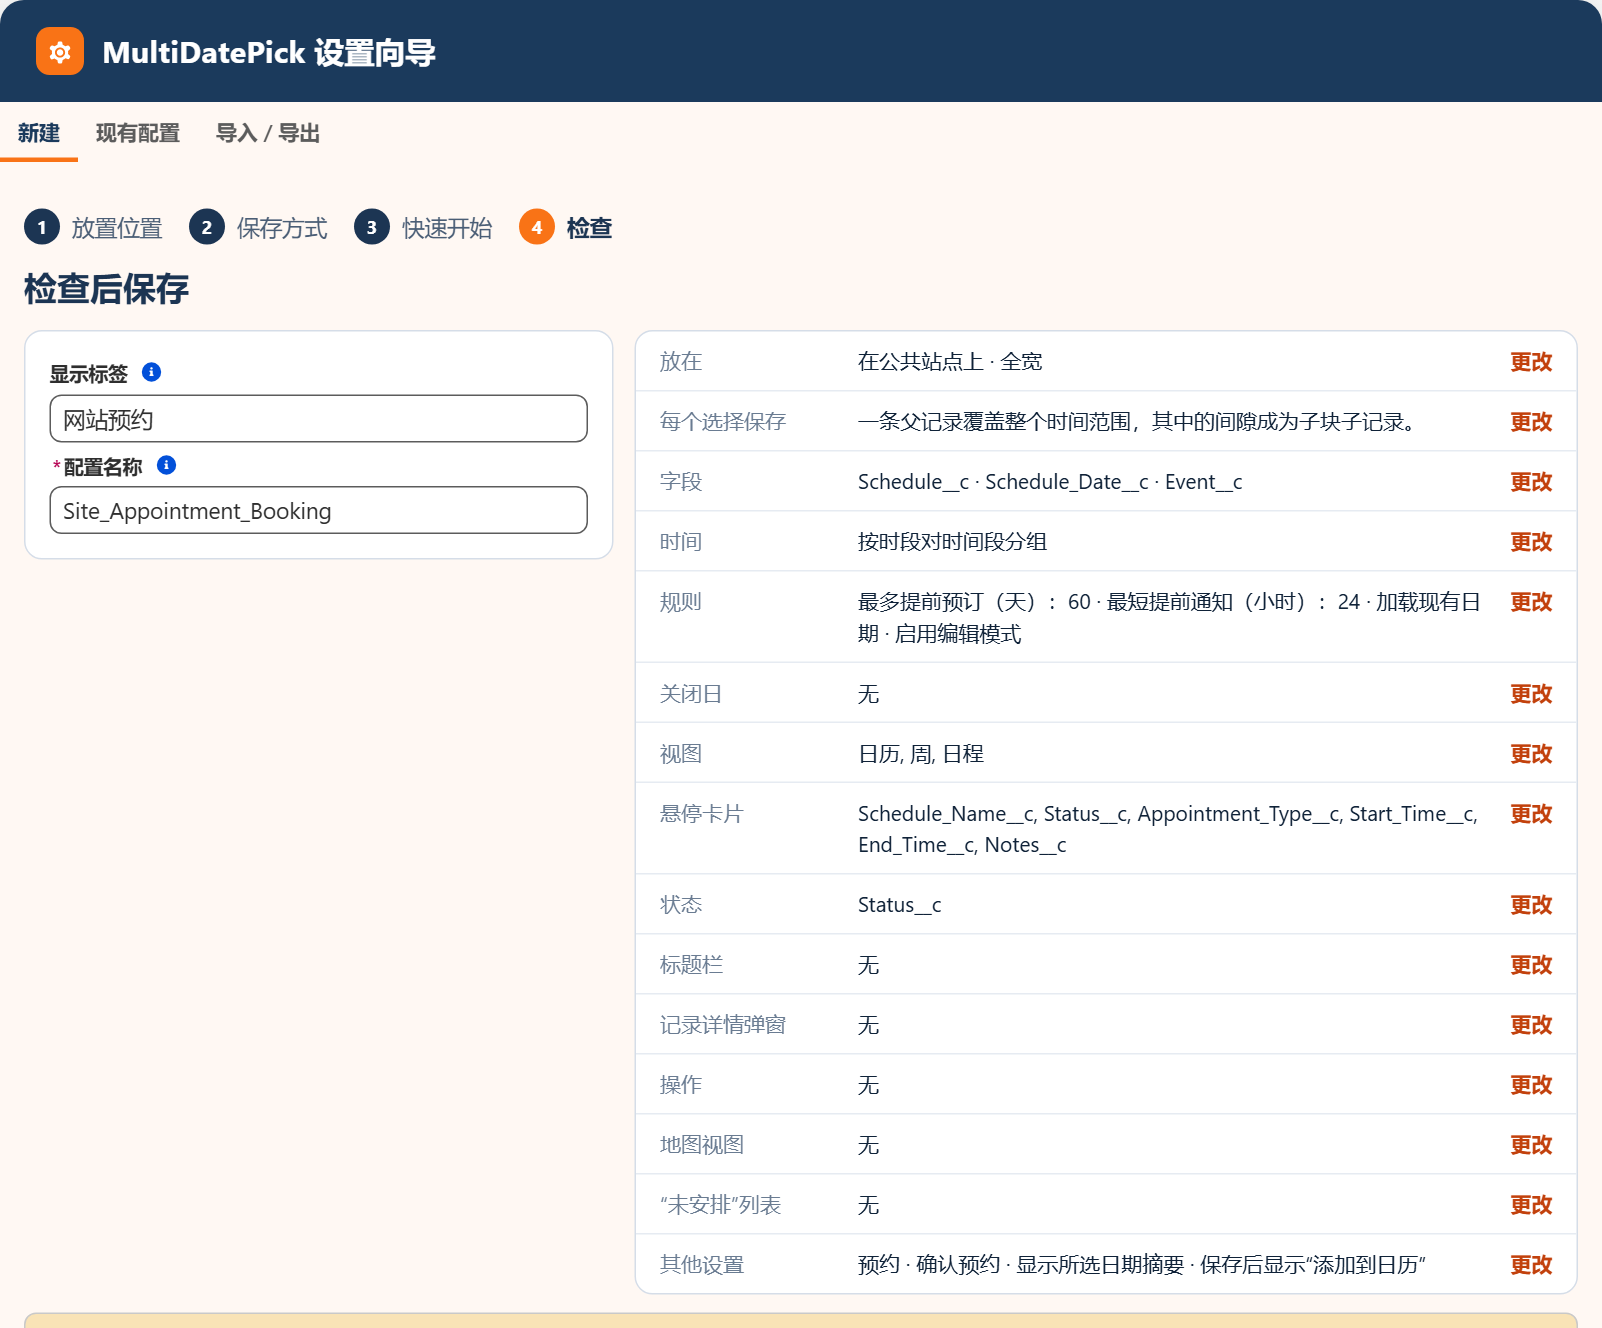 MultiDatePick 设置向导
新建 现有配置 导入 / 导出
1 放置位置 2 保存方式 3 快速开始 4 检查
检查后保存
显示标签
网站预约
*配置名称
Site_Appointment_Booking
放在 在公共站点上 · 全宽 更改
每个选择保存 一条父记录覆盖整个时间范围，其中的间隙成为子块子记录。 更改
字段 Schedule__c · Schedule_Date__c · Event__c 更改
时间 按时段对时间段分组 更改
规则 最多提前预订（天）：60 · 最短提前通知（小时）：24 · 加载现有日 更改
期 · 启用编辑模式
关闭日 无 更改
视图 日历, 周, 日程 更改
悬停卡片 Schedule_Name__c, Status__c, Appointment_Type__c, Start_Time__c, 更改
End_Time__c, Notes__c
状态 Status__c 更改
标题栏 无 更改
记录详情弹窗 无 更改
操作 无 更改
地图视图 无 更改
“未安排”列表 无 更改
其他设置 预约 · 确认预约 · 显示所选日期摘要 · 保存后显示“添加到日历” 更改